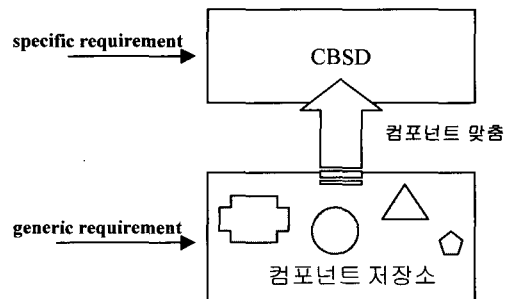 specific requirement
CBSD
컴포넌트 맞춤
generic requirement
컴포넌트 저장소